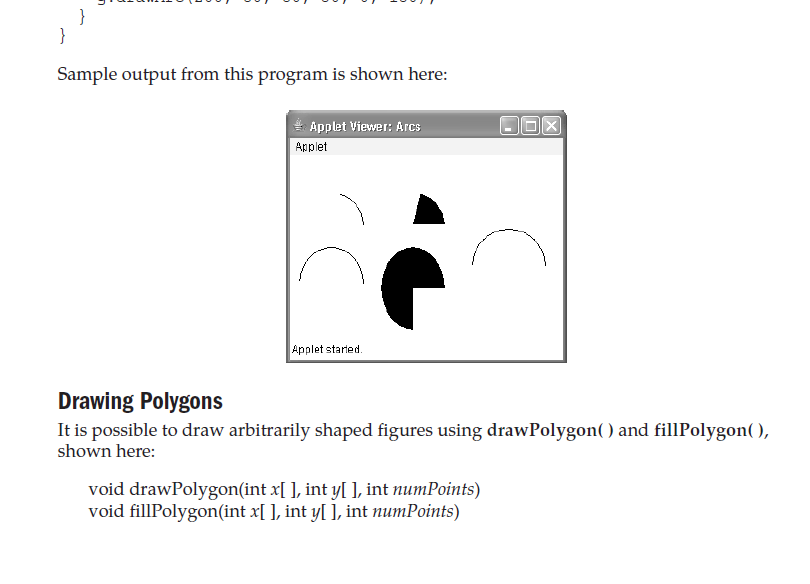 }
}
Sample output from this program is shown here:
Applet Viewer: Arcs
Applet
Applet started.
Drawing Polygons
It is possible to draw arbitrarily shaped figures using drawPolygon( ) and fillPolygon( ),
shown here:
void drawPolygon(int x[ ], int y[ ], int numPoints)
void fillPolygon(int x[ ], int y[ ], int numPoints)